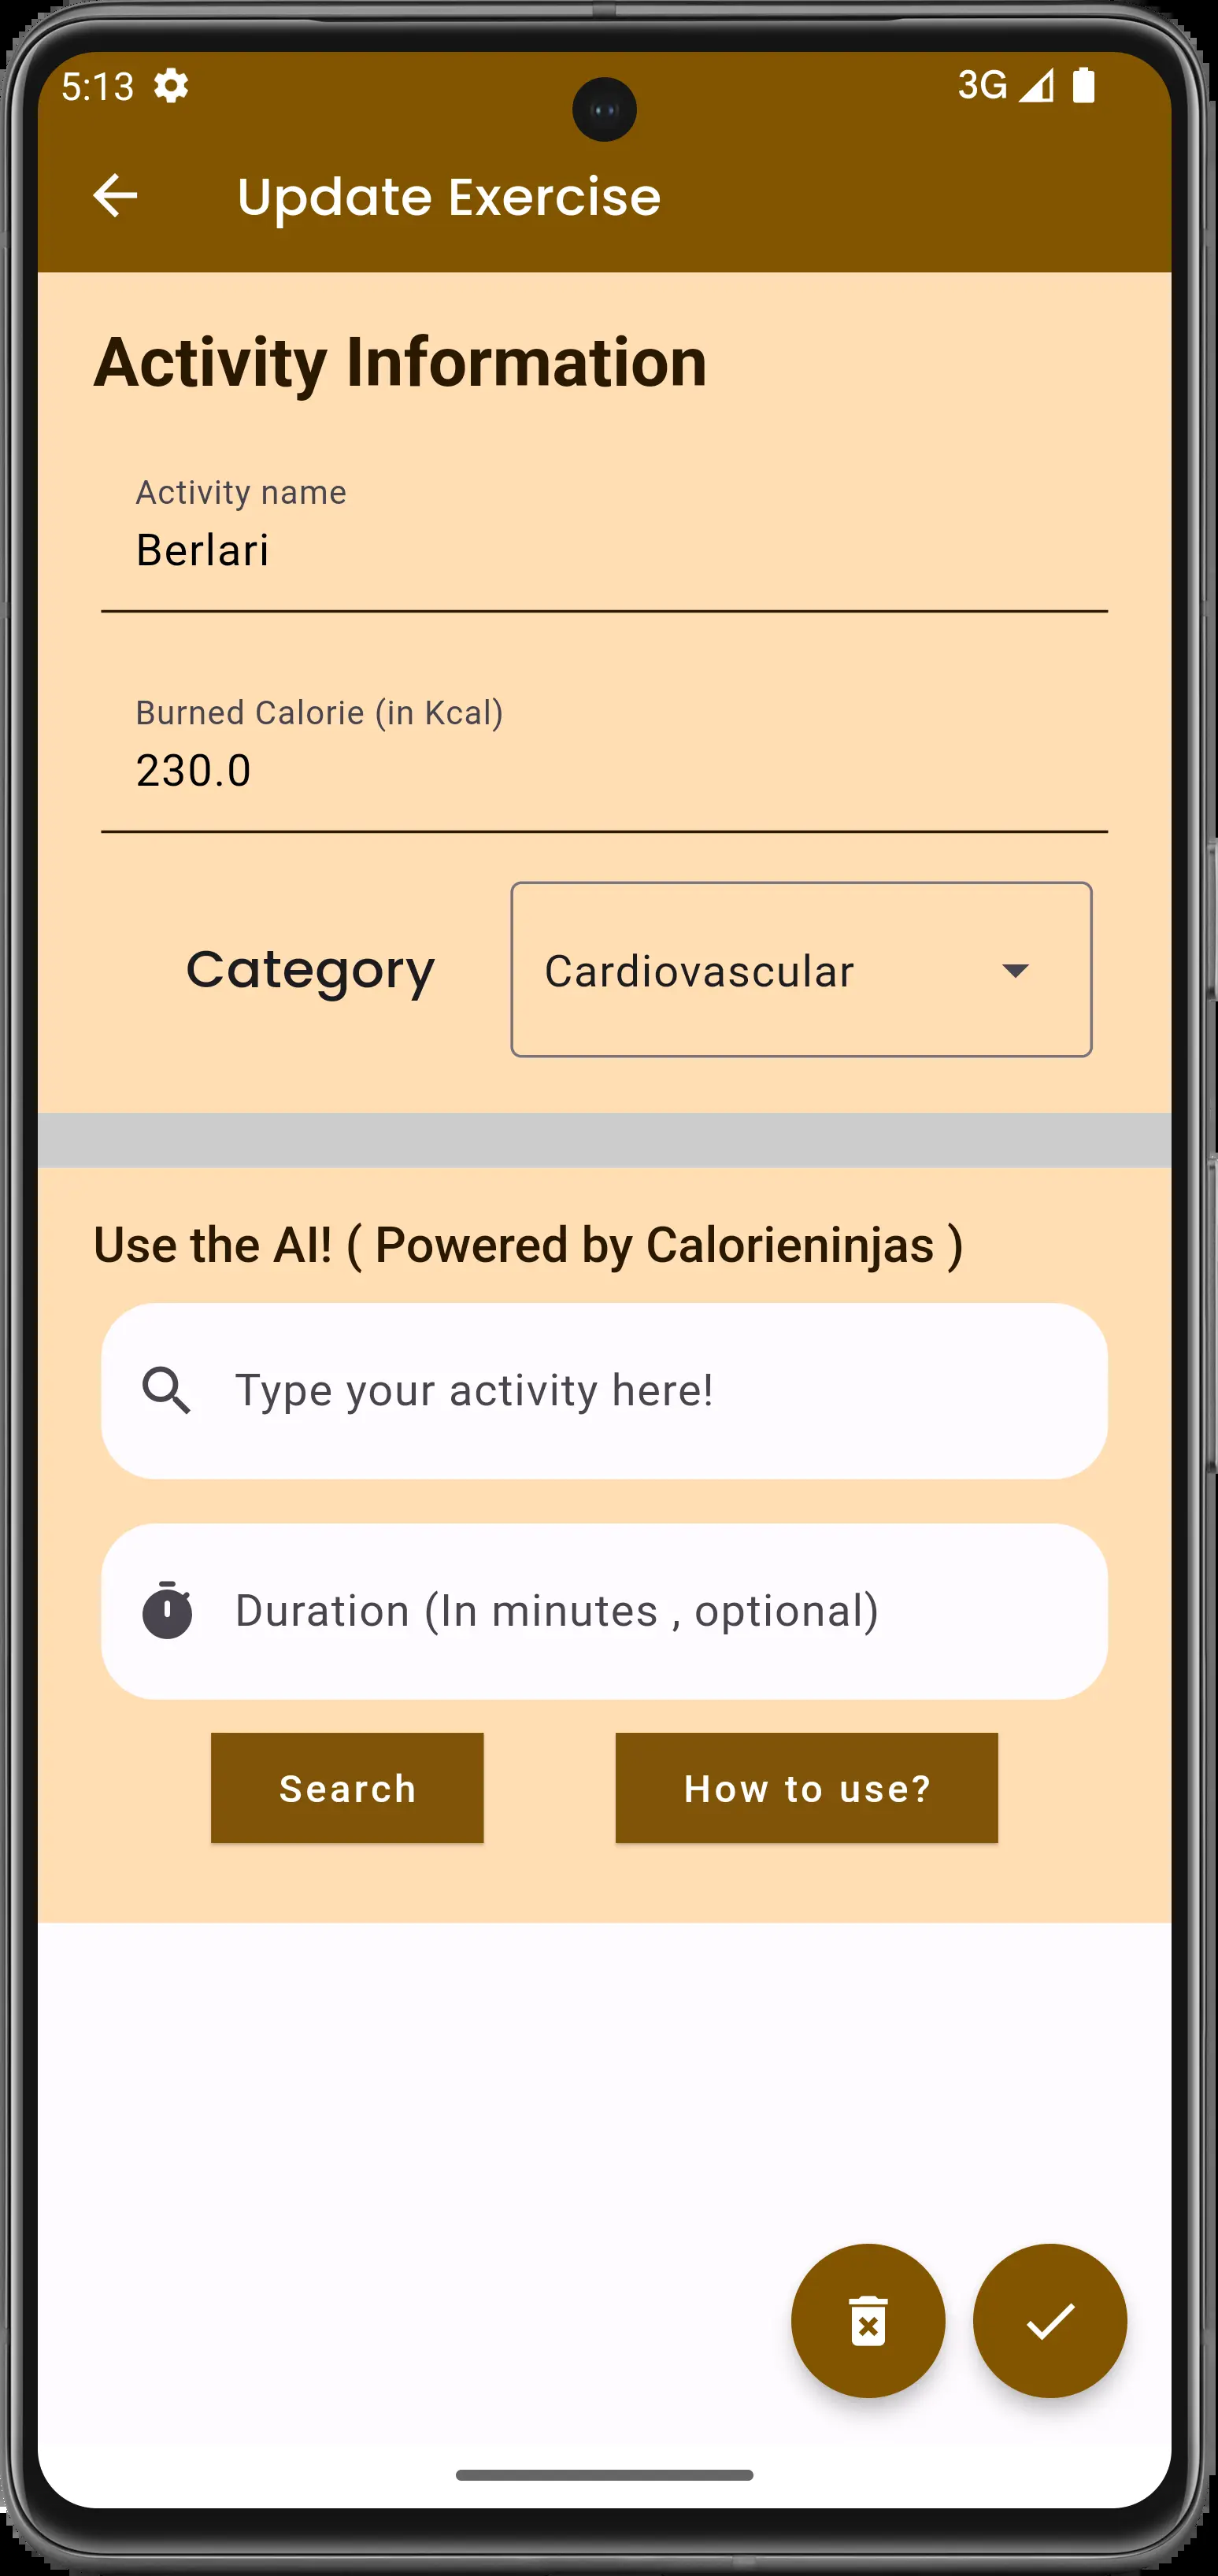 5:13 3G
Update Exercise
Activity Information
Activity name
Berlari
Burned Calorie (in Kcal)
230.0
Category Cardiovascular
Use the AI! ( Powered by Calorieninjas )
Type your activity here!
Duration (In minutes , optional)
Search How to use?